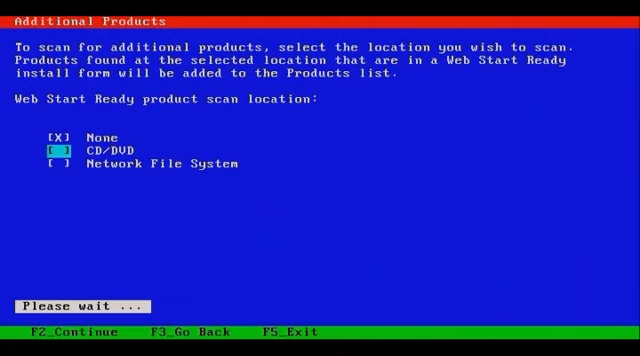 Additional Products
To scan for additional products, select the location you wish to scan.
Products found at the selected location that are in a Web Start Ready
install form will be added to the Products list.
Web Start Ready product scan location:
[X] None
[ ] CD/DVD
[ ] Network File System
Please wait ...
F2_Continue F3_Go Back F5_Exit